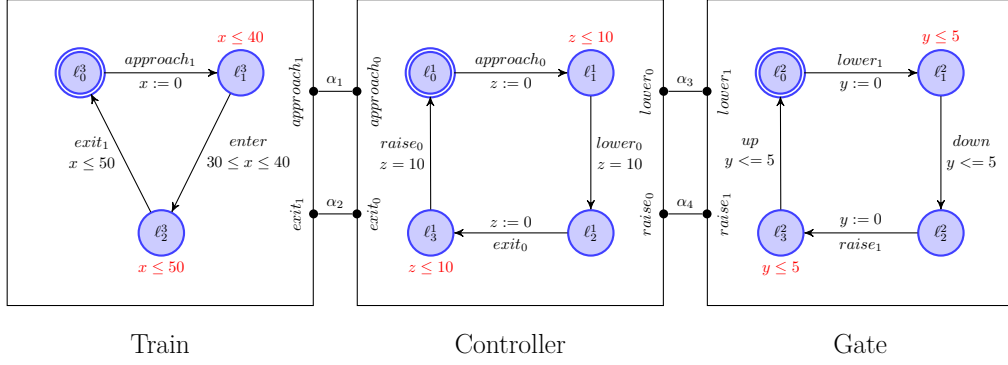 x ≤ 40
ℓ₀³
approach₁
x := 0
ℓ₁³
exit₁
x ≤ 50
enter
30 ≤ x ≤ 40
ℓ₂³
x ≤ 50
approach₁
α₁
approach₀
exit₁
α₂
exit₀
z ≤ 10
ℓ₀¹
approach₀
z := 0
ℓ₁¹
raise₀
z = 10
lower₀
z = 10
ℓ₃¹
z := 0
exit₀
ℓ₂¹
z ≤ 10
lower₀
α₃
lower₁
raise₀
α₄
raise₁
y ≤ 5
ℓ₀²
lower₁
y := 0
ℓ₁²
up
y <= 5
down
y <= 5
ℓ₃²
y := 0
raise₁
ℓ₂²
y ≤ 5
Train
Controller
Gate